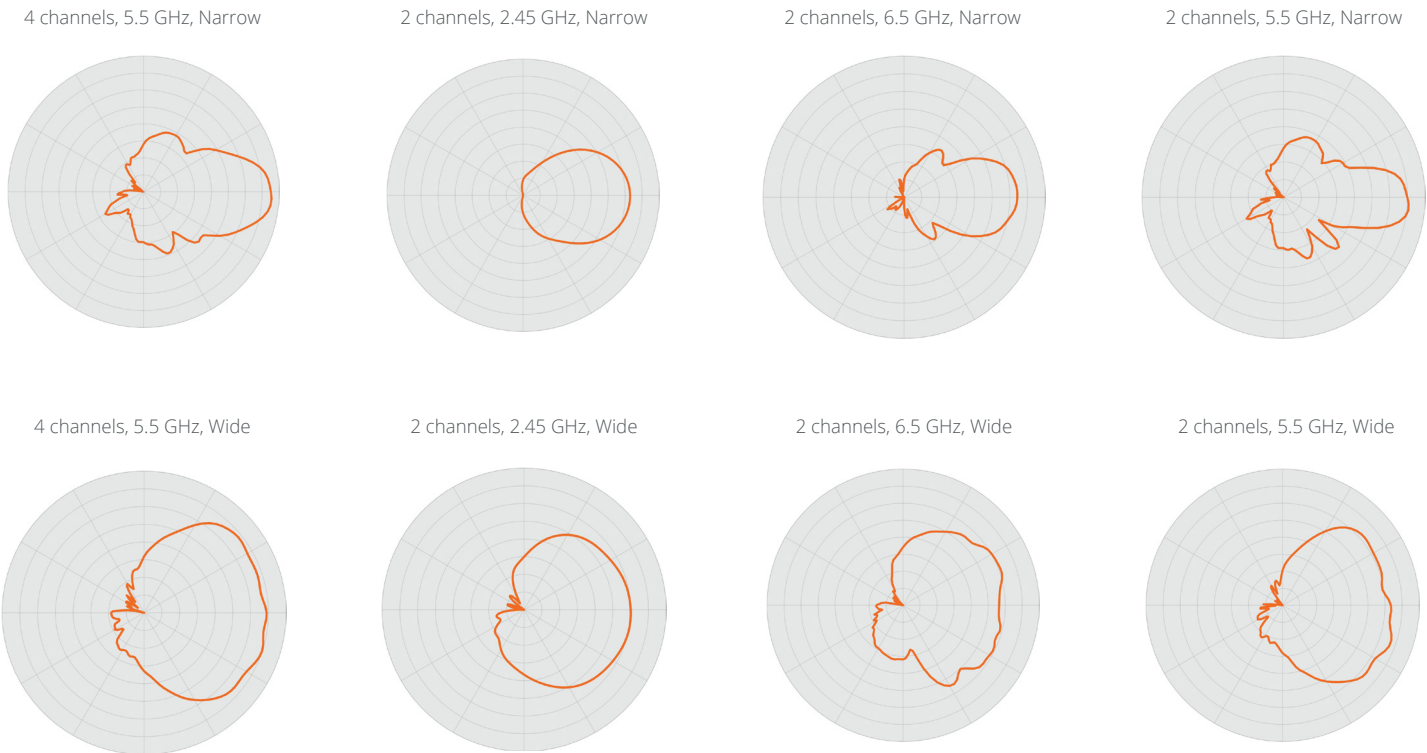 4 channels, 5.5 GHz, Narrow
2 channels, 2.45 GHz, Narrow
2 channels, 6.5 GHz, Narrow
2 channels, 5.5 GHz, Narrow
4 channels, 5.5 GHz, Wide
2 channels, 2.45 GHz, Wide
2 channels, 6.5 GHz, Wide
2 channels, 5.5 GHz, Wide